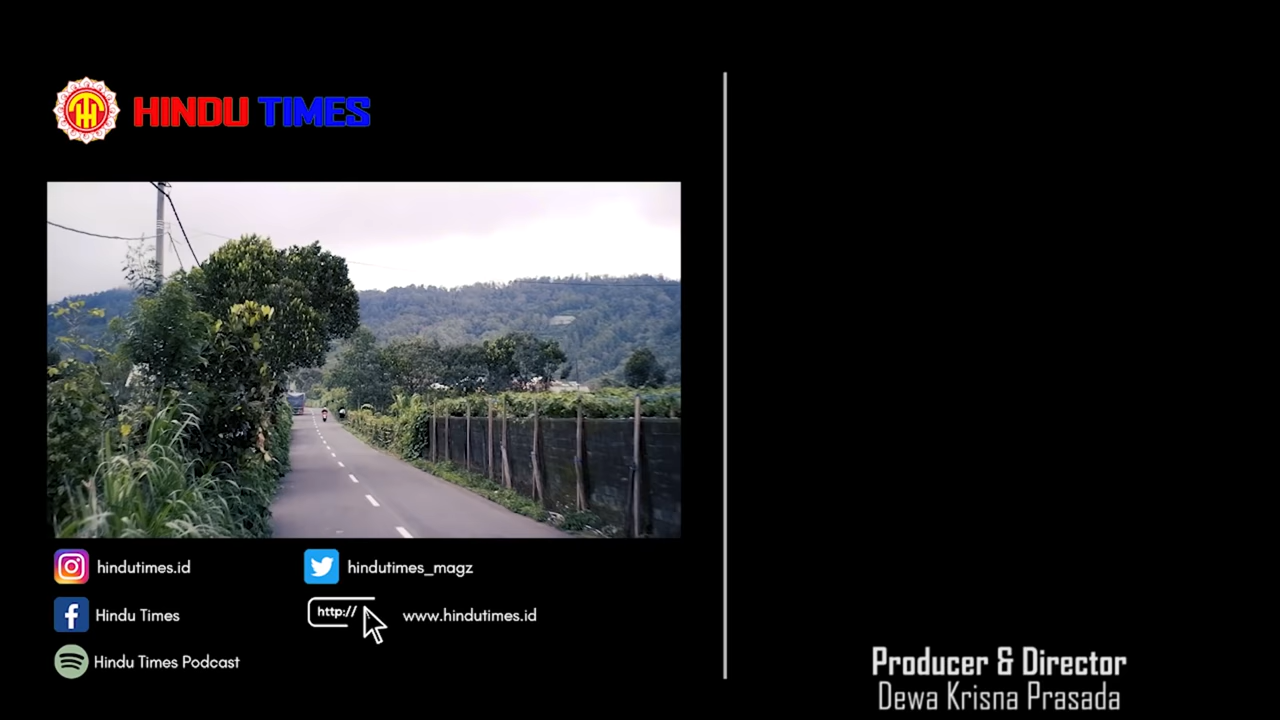 HINDU TIMES
hindutimes.id
hindutimes_magz
Hindu Times
http://
www.hindutimes.id
Hindu Times Podcast
Producer & Director
Dewa Krisna Prasada